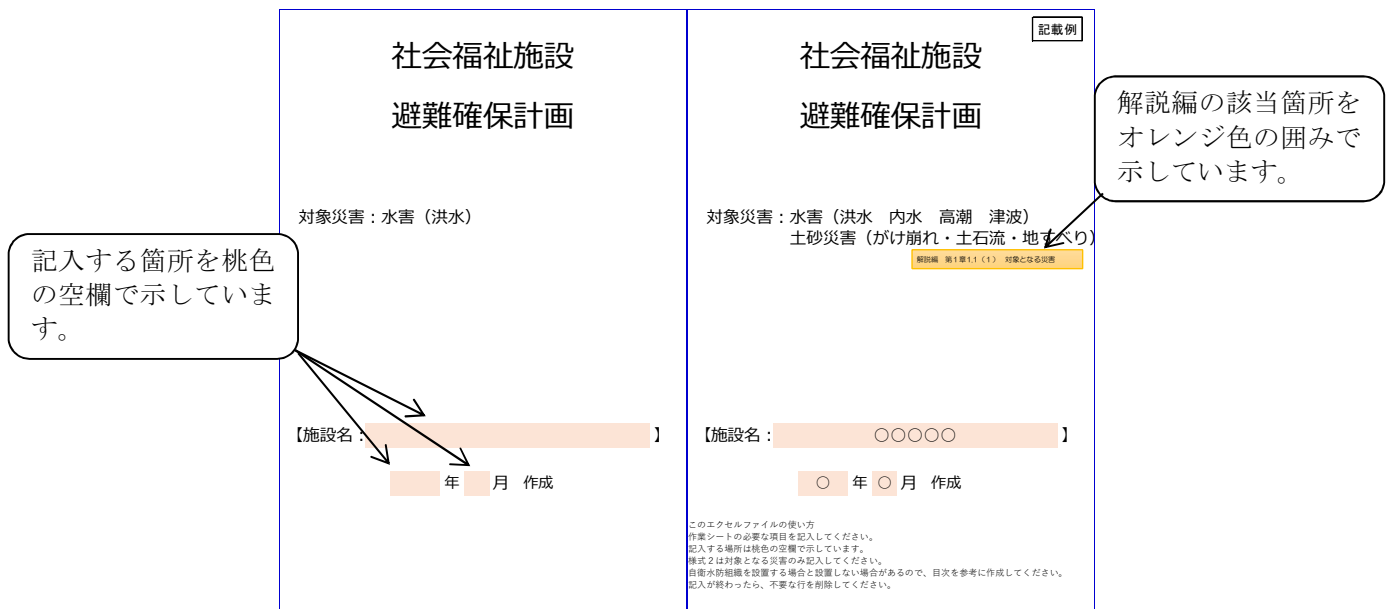 社会福祉施設
避難確保計画
対象災害：水害（洪水）
記入する箇所を桃色
の空欄で示していま
す。
【施設名： 】
年 月 作成
記載例
社会福祉施設
避難確保計画
解説編の該当箇所を
オレンジ色の囲みで
示しています。
対象災害：水害（洪水 内水 高潮 津波）
土砂災害（がけ崩れ・土石流・地すべり）
解説編 第１章1.1（１） 対象となる災害
【施設名： ○○○○○ 】
○ 年 ○ 月 作成
このエクセルファイルの使い方
作業シートの必要な項目を記入してください。
記入する場所は桃色の空欄で示しています。
様式２は対象となる災害のみ記入してください。
自衛水防組織を設置する場合と設置しない場合があるので、目次を参考に作成してください。
記入が終わったら、不要な行を削除してください。